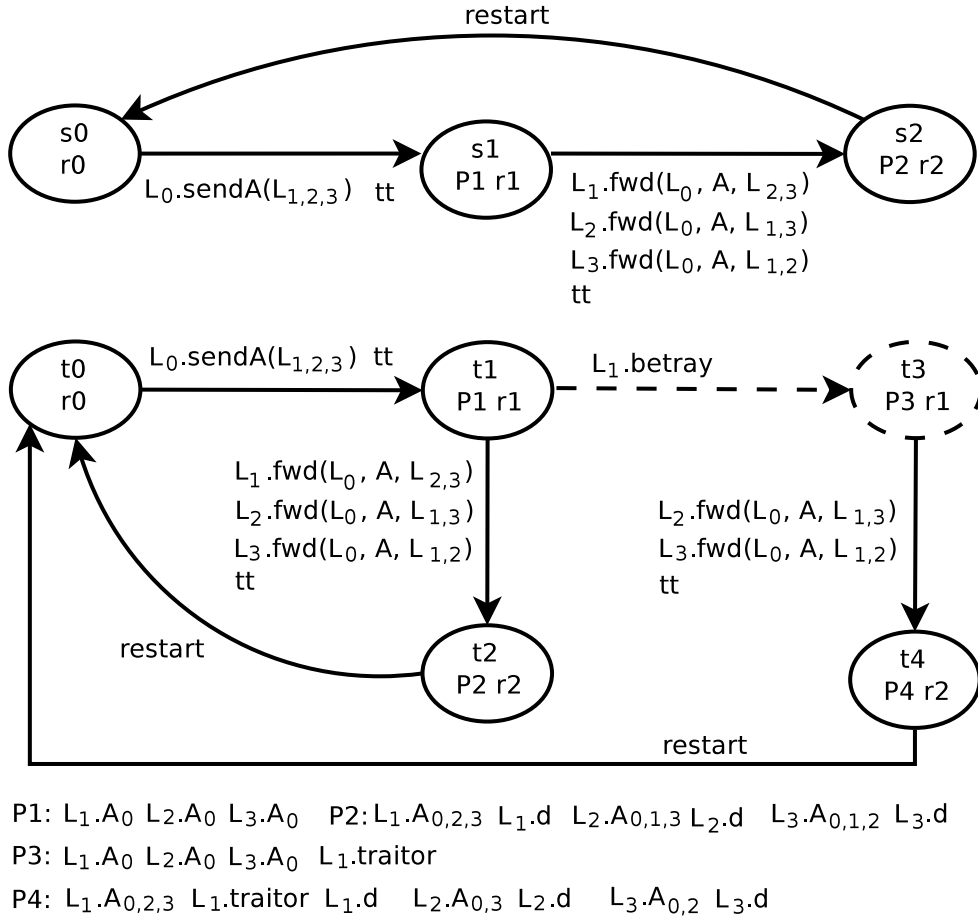 restart
s0
r0
s1
P1 r1
s2
P2 r2
L₀.sendA(L₁,₂,₃) tt
L₁.fwd(L₀, A, L₂,₃)
L₂.fwd(L₀, A, L₁,₃)
L₃.fwd(L₀, A, L₁,₂)
tt
t0
r0
L₀.sendA(L₁,₂,₃) tt
t1
P1 r1
L₁.betray
t3
P3 r1
L₁.fwd(L₀, A, L₂,₃)
L₂.fwd(L₀, A, L₁,₃)
L₃.fwd(L₀, A, L₁,₂)
tt
L₂.fwd(L₀, A, L₁,₃)
L₃.fwd(L₀, A, L₁,₂)
tt
restart
t2
P2 r2
t4
P4 r2
restart
P1: L₁.A₀ L₂.A₀ L₃.A₀ P2: L₁.A₀,₂,₃ L₁.d L₂.A₀,₁,₃ L₂.d L₃.A₀,₁,₂ L₃.d
P3: L₁.A₀ L₂.A₀ L₃.A₀ L₁.traitor
P4: L₁.A₀,₂,₃ L₁.traitor L₁.d L₂.A₀,₃ L₂.d L₃.A₀,₂ L₃.d